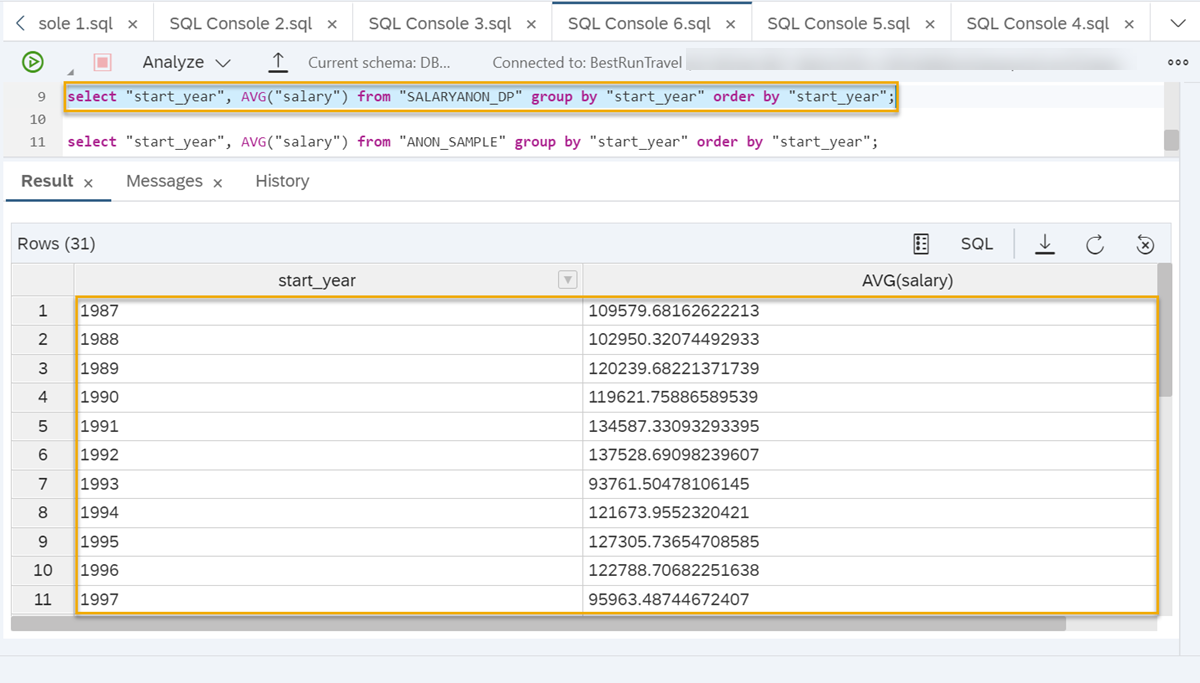 sole 1.sql SQL Console 2.sql SQL Console 3.sql SQL Console 6.sql SQL Console 5.sql SQL Console 4.sql
Analyze Current schema: DB... Connected to: BestRunTravel
9 select "start_year", AVG("salary") from "SALARYANON_DP" group by "start_year" order by "start_year";
10
11 select "start_year", AVG("salary") from "ANON_SAMPLE" group by "start_year" order by "start_year";
Result Messages History
Rows (31) SQL
start_year AVG(salary)
1 1987 109579.68162622213
2 1988 102950.32074492933
3 1989 120239.68221371739
4 1990 119621.75886589539
5 1991 134587.33093293395
6 1992 137528.69098239607
7 1993 93761.50478106145
8 1994 121673.9552320421
9 1995 127305.73654708585
10 1996 122788.70682251638
11 1997 95963.48744672407